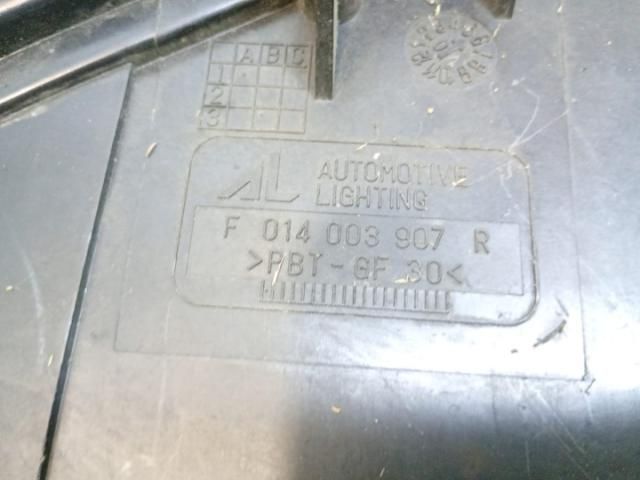 A B C
1
2
3
AL AUTOMOTIVE
LIGHTING
F 014 003 907 R
>PBT-GF 30<